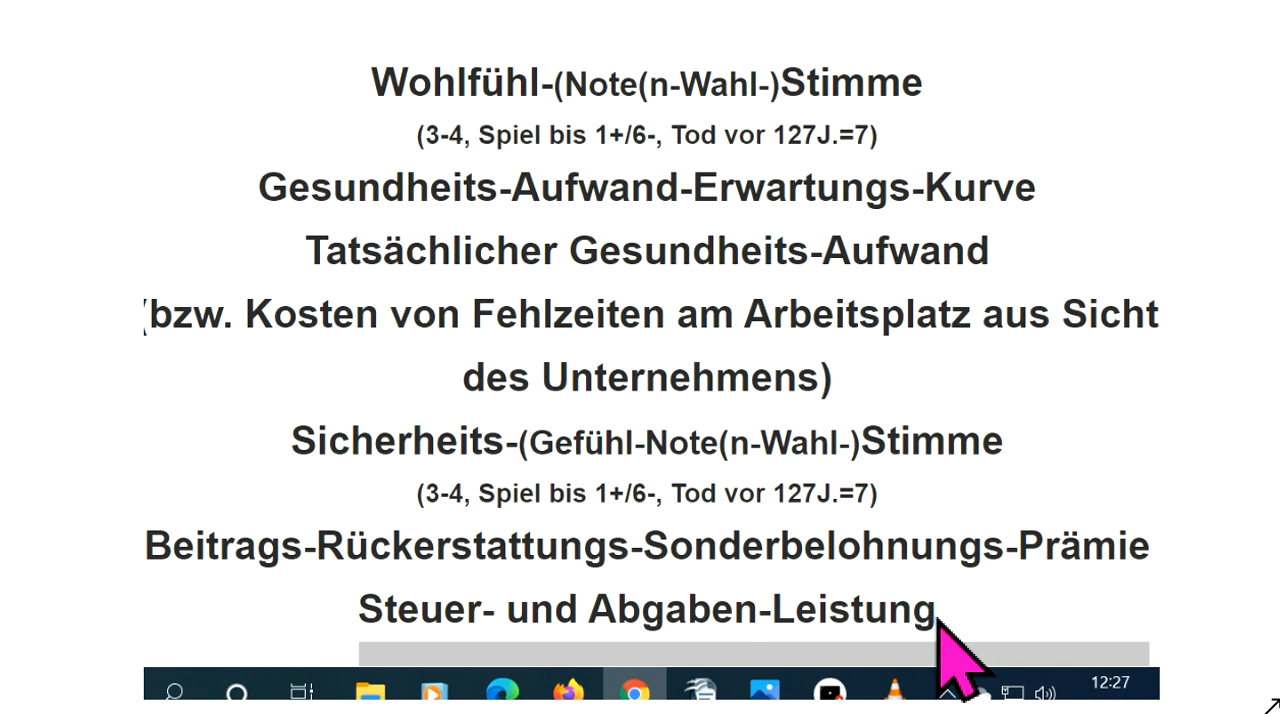 Wohlfühl-(Note(n-Wahl-)Stimme
(3-4, Spiel bis 1+/6-, Tod vor 127J.=7)
Gesundheits-Aufwand-Erwartungs-Kurve
Tatsächlicher Gesundheits-Aufwand
(bzw. Kosten von Fehlzeiten am Arbeitsplatz aus Sicht
des Unternehmens)
Sicherheits-(Gefühl-Note(n-Wahl-)Stimme
(3-4, Spiel bis 1+/6-, Tod vor 127J.=7)
Beitrags-Rückerstattungs-Sonderbelohnungs-Prämie
Steuer- und Abgaben-Leistung
12:27